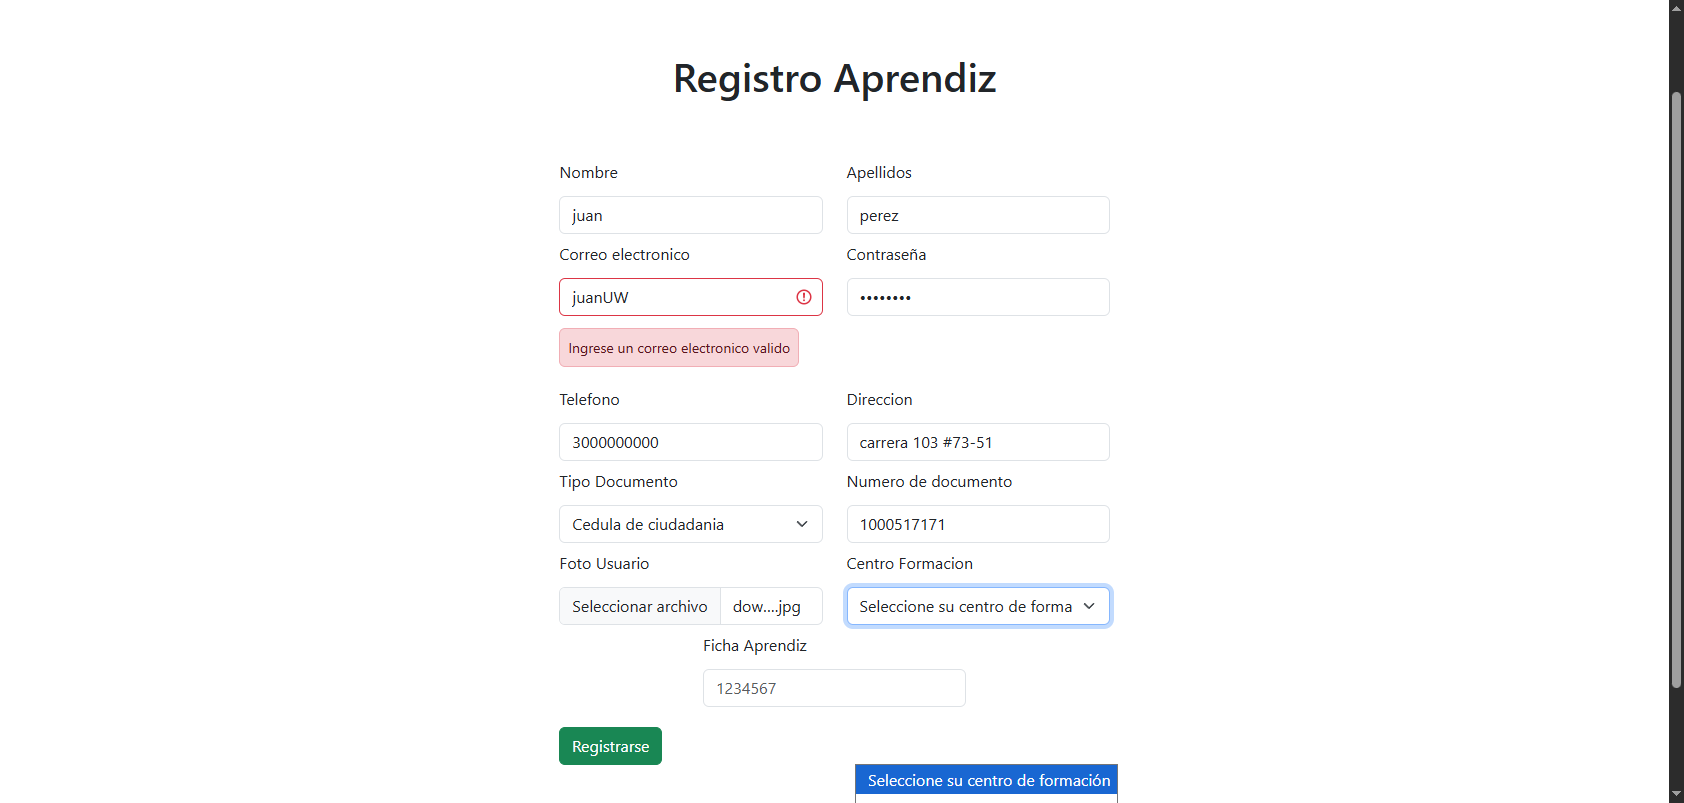 Registro Aprendiz
Nombre
Apellidos
juan
perez
Correo electronico
Contraseña
juanUW
••••••••
Ingrese un correo electronico valido
Telefono
Direccion
3000000000
carrera 103 #73-51
Tipo Documento
Numero de documento
Cedula de ciudadania
1000517171
Foto Usuario
Centro Formacion
Seleccionar archivo
dow....jpg
Seleccione su centro de forma
Ficha Aprendiz
1234567
Registrarse
Seleccione su centro de formación